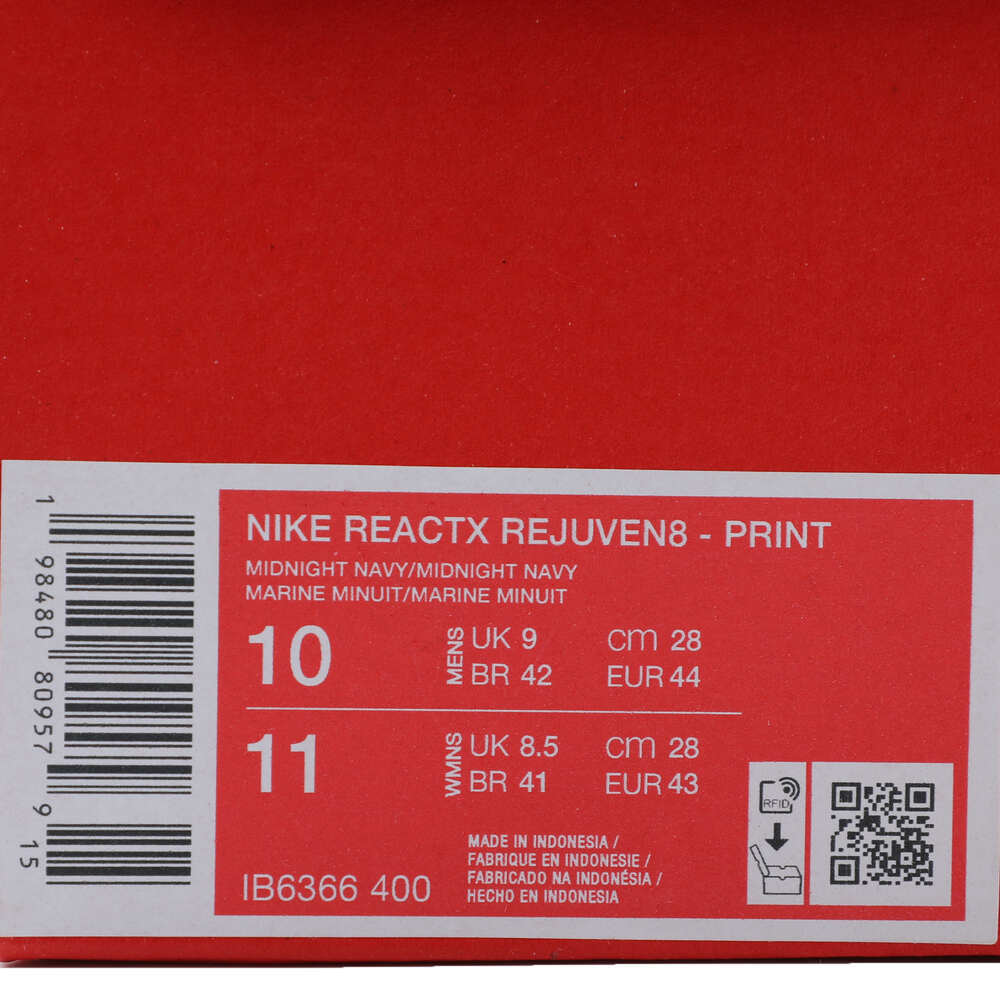 NIKE REACTX REJUVEN8 - PRINT
MIDNIGHT NAVY/MIDNIGHT NAVY
MARINE MINUIT/MARINE MINUIT
10 MENS UK 9 cm 28
BR 42 EUR 44
11 WMNS UK 8.5 cm 28
BR 41 EUR 43
MADE IN INDONESIA /
FABRIQUE EN INDONESIE /
FABRICADO NA INDONÉSIA /
HECHO EN INDONESIA
IB6366 400
RFID
1 98480 80957 9 15